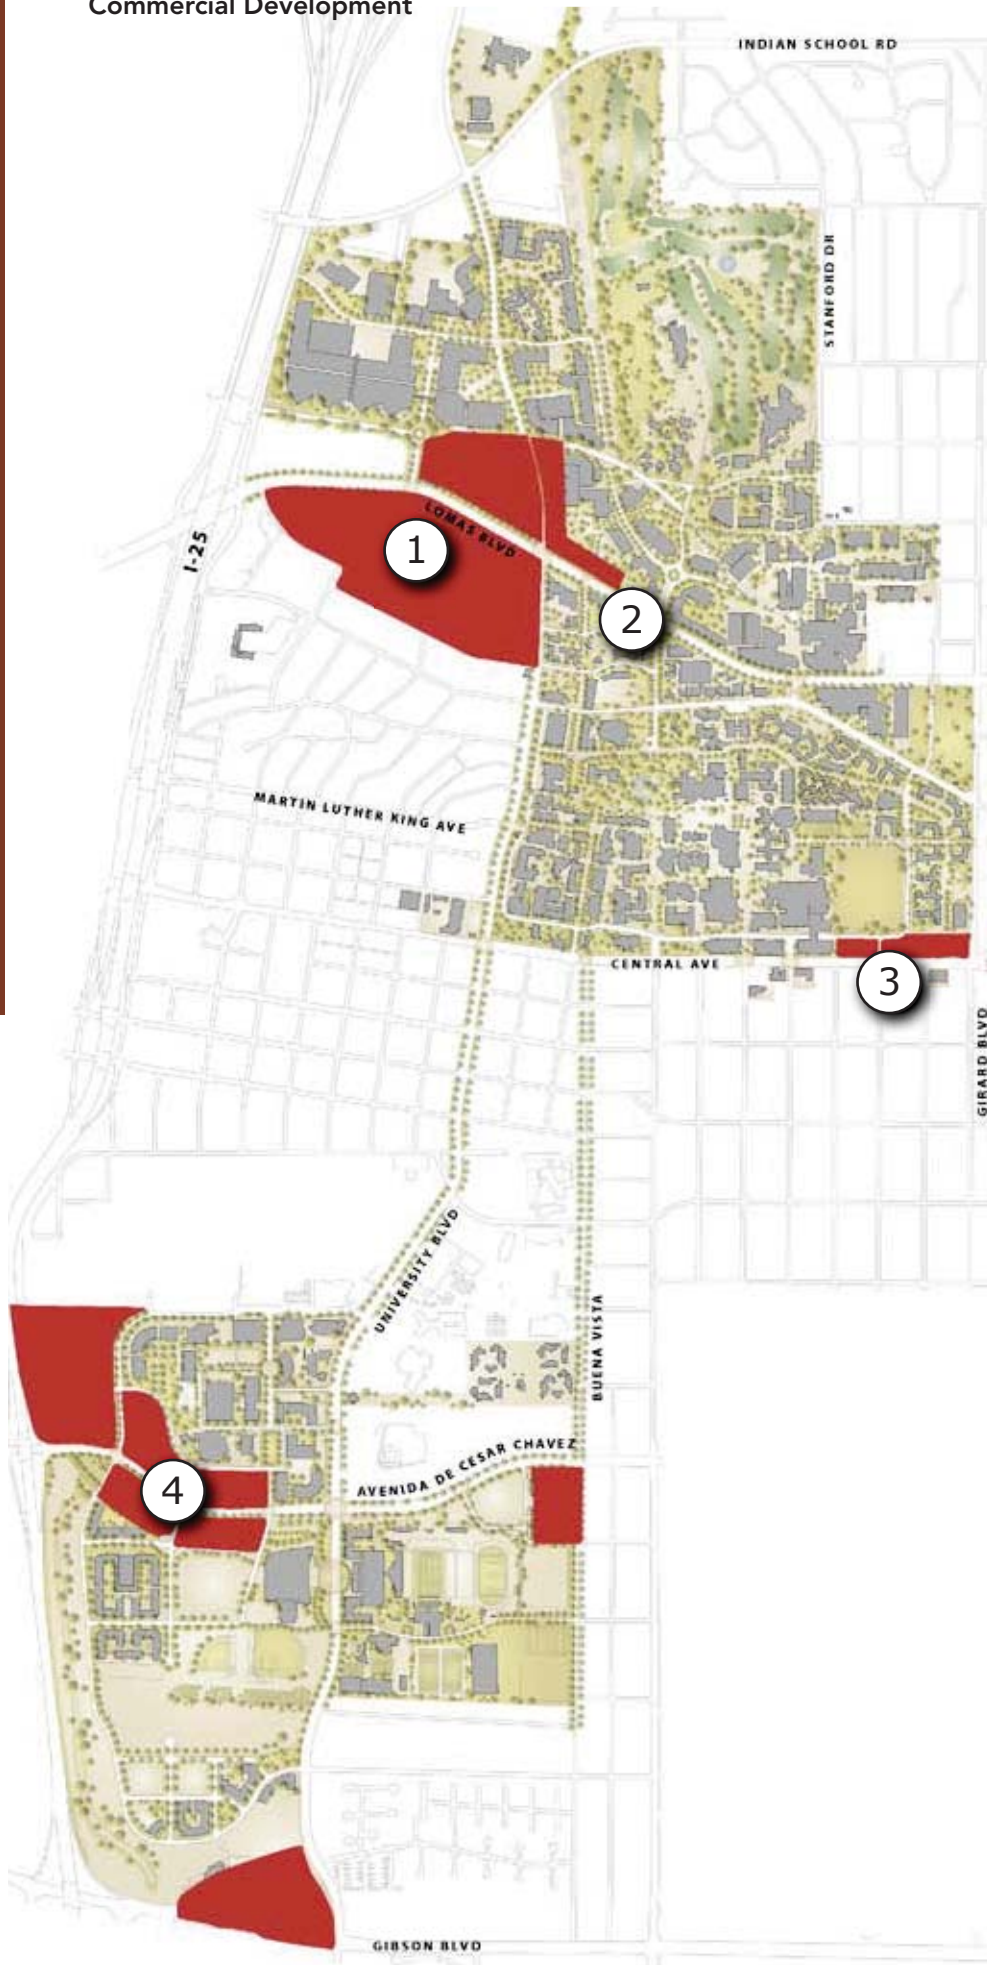 Commercial Development
INDIAN SCHOOL RD
STANFORD DR
LOMAS BLVD
1
I-25
2
MARTIN LUTHER KING AVE
CENTRAL AVE
3
GIRARD BLVD
UNIVERSITY BLVD
BUENA VISTA
AVENIDA DE CESAR CHAVEZ
4
GIBSON BLVD